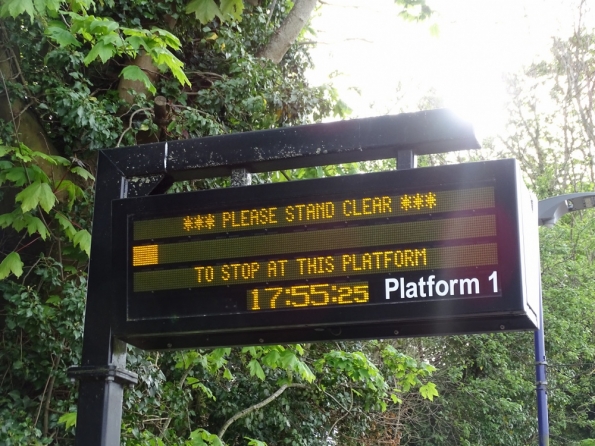 *** PLEASE STAND CLEAR ***
TO STOP AT THIS PLATFORM
17:55:25 Platform 1